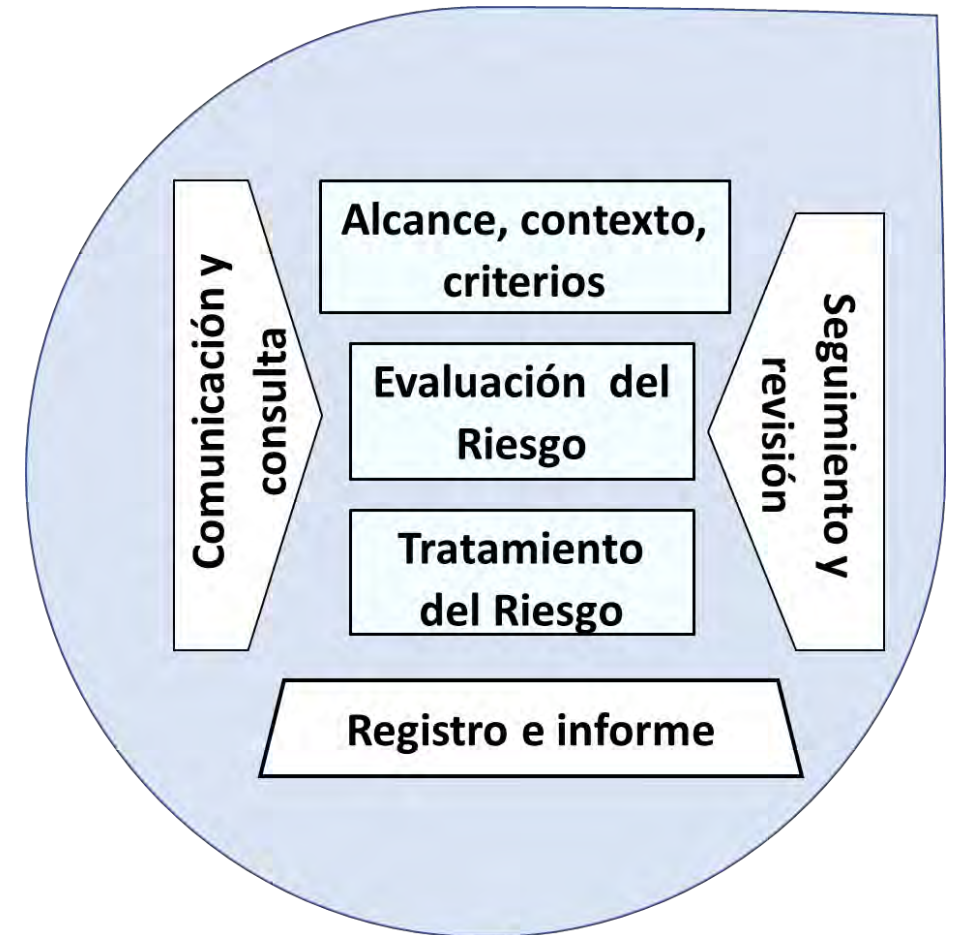 Alcance, contexto,
criterios
Comunicación y
consulta
Evaluación del
Riesgo
Seguimiento y
revisión
Tratamiento
del Riesgo
Registro e informe